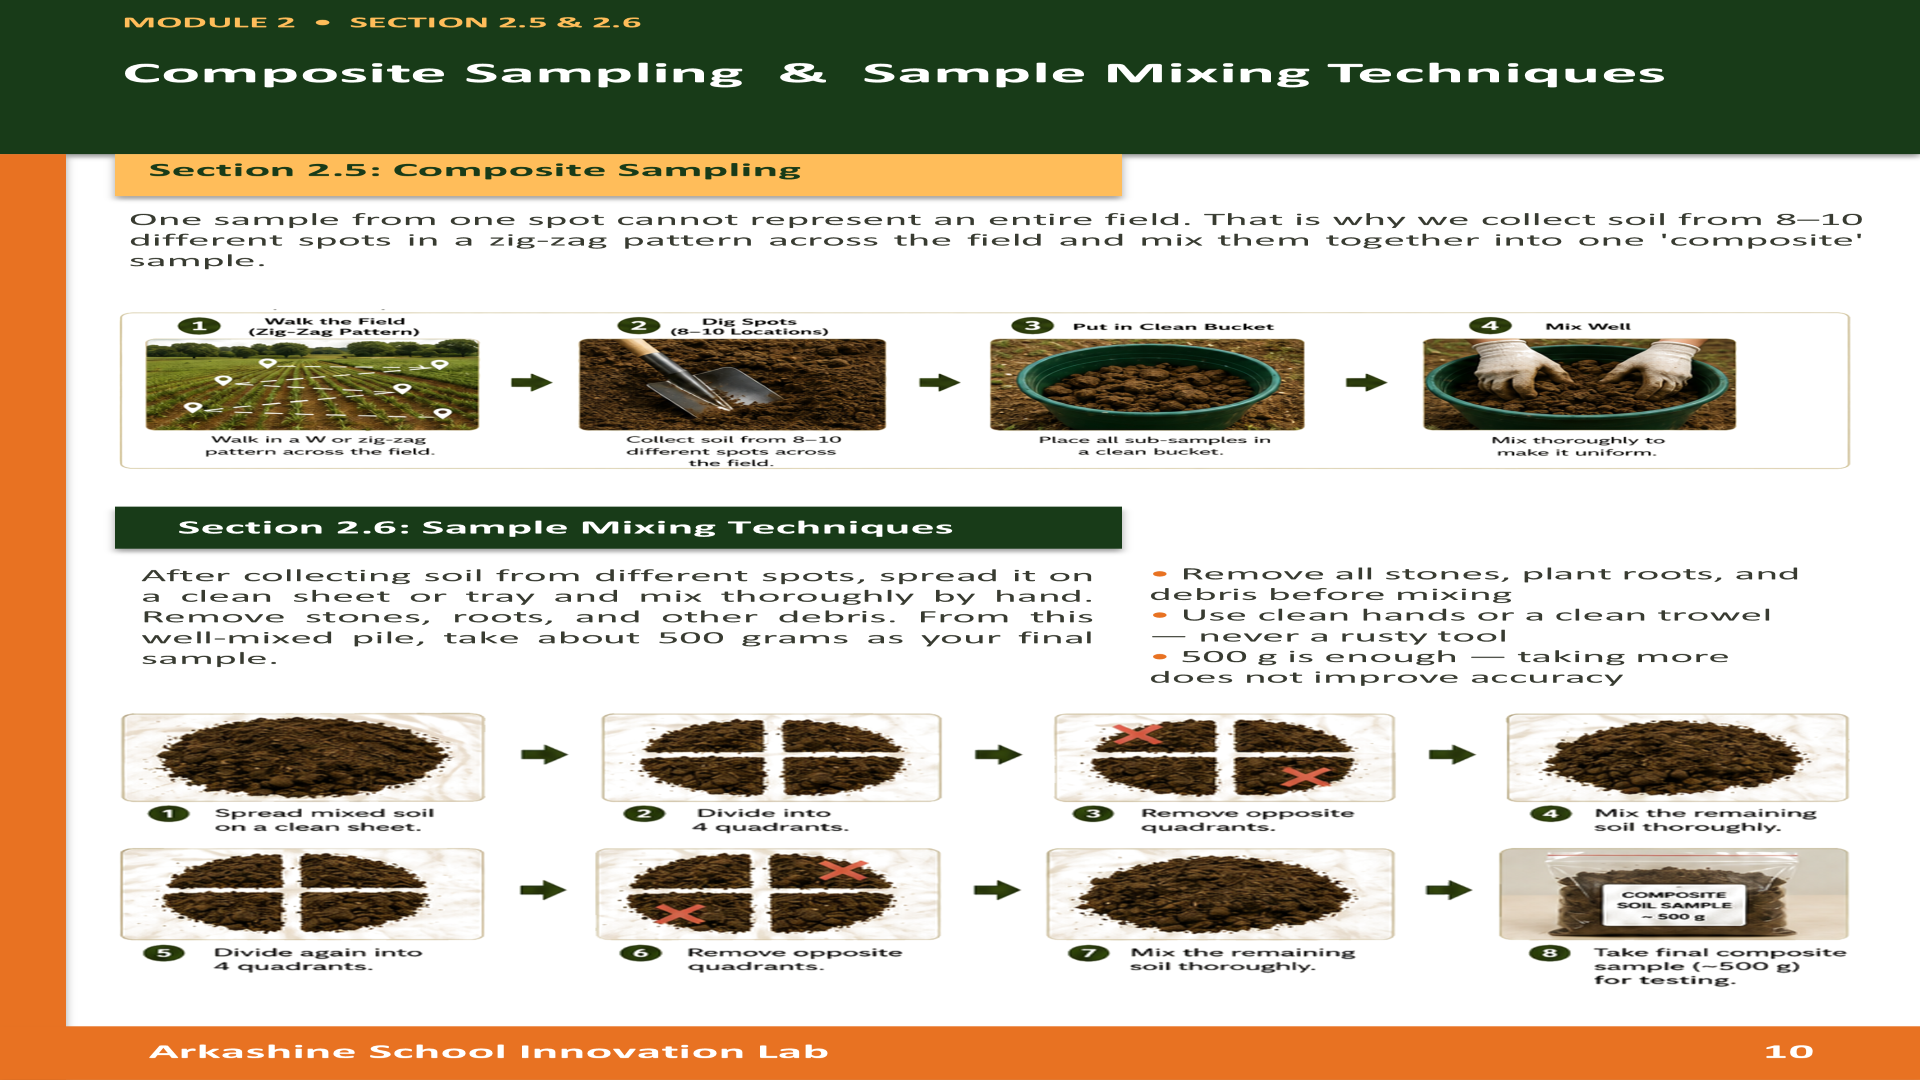 MODULE 2 • SECTION 2.5 & 2.6
Composite Sampling & Sample Mixing Techniques
Section 2.5: Composite Sampling
One sample from one spot cannot represent an entire field. That is why we collect soil from 8–10
different spots in a zig-zag pattern across the field and mix them together into one 'composite'
sample.
1 Walk the Field
(Zig-Zag Pattern)
2 Dig Spots
(8–10 Locations)
3 Put in Clean Bucket
4 Mix Well
Walk in a W or zig-zag
pattern across the field.
Collect soil from 8–10
different spots across
the field.
Place all sub-samples in
a clean bucket.
Mix thoroughly to
make it uniform.
Section 2.6: Sample Mixing Techniques
After collecting soil from different spots, spread it on
a clean sheet or tray and mix thoroughly by hand.
Remove stones, roots, and other debris. From this
well-mixed pile, take about 500 grams as your final
sample.
• Remove all stones, plant roots, and
debris before mixing
• Use clean hands or a clean trowel
— never a rusty tool
• 500 g is enough — taking more
does not improve accuracy
1 Spread mixed soil
on a clean sheet.
2 Divide into
4 quadrants.
3 Remove opposite
quadrants.
4 Mix the remaining
soil thoroughly.
COMPOSITE
SOIL SAMPLE
~ 500 g
5 Divide again into
4 quadrants.
6 Remove opposite
quadrants.
7 Mix the remaining
soil thoroughly.
8 Take final composite
sample (~500 g)
for testing.
Arkashine School Innovation Lab
10